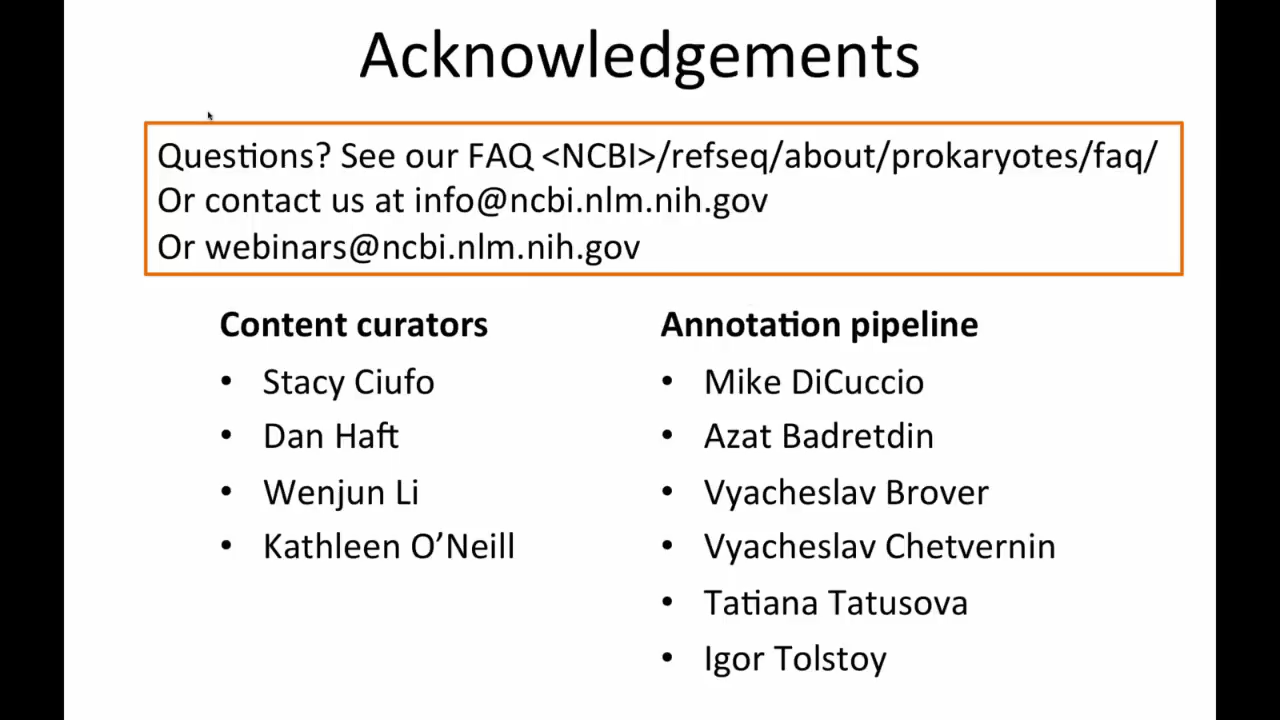 Acknowledgements
Questions? See our FAQ <NCBI>/refseq/about/prokaryotes/faq/
Or contact us at info@ncbi.nlm.nih.gov
Or webinars@ncbi.nlm.nih.gov
Content curators
• Stacy Ciufo
• Dan Haft
• Wenjun Li
• Kathleen O’Neill
Annotation pipeline
• Mike DiCuccio
• Azat Badretdin
• Vyacheslav Brover
• Vyacheslav Chetvernin
• Tatiana Tatusova
• Igor Tolstoy